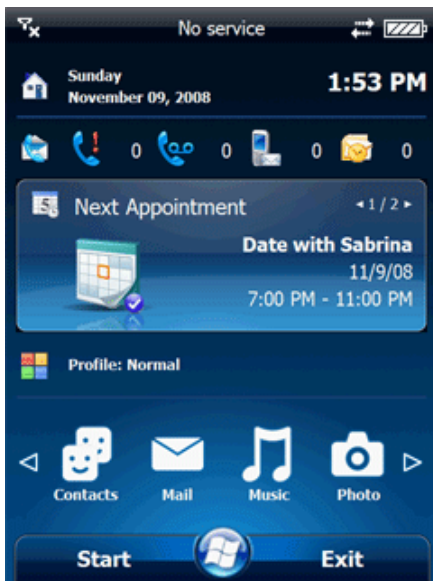 No service
Sunday
November 09, 2008
1:53 PM
0 0 0 0
Next Appointment
1 / 2
Date with Sabrina
11/9/08
7:00 PM - 11:00 PM
Profile: Normal
Contacts Mail Music Photo
Start Exit